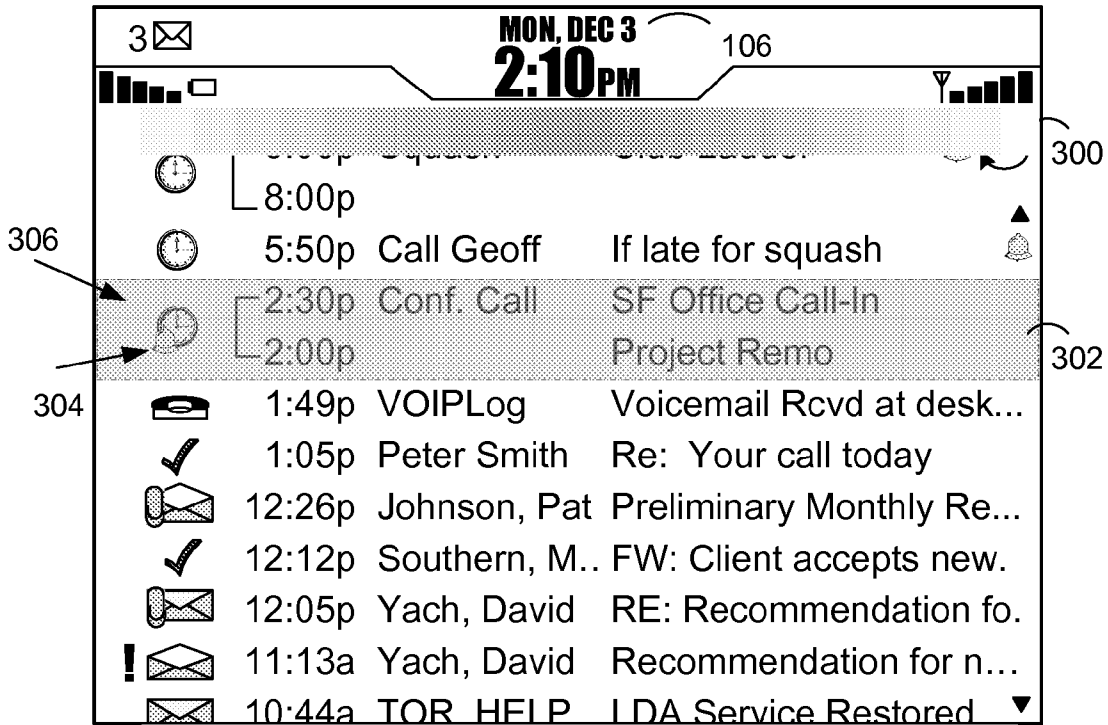 3
MON, DEC 3
106
2:10PM
300
8:00p
306
5:50p Call Geoff If late for squash
2:30p Conf. Call SF Office Call-In
2:00p Project Remo
302
304
1:49p VOIPLog Voicemail Rcvd at desk...
1:05p Peter Smith Re: Your call today
12:26p Johnson, Pat Preliminary Monthly Re...
12:12p Southern, M.. FW: Client accepts new.
12:05p Yach, David RE: Recommendation fo.
! 11:13a Yach, David Recommendation for n...
10:44a TOR HELP LDA Service Restored